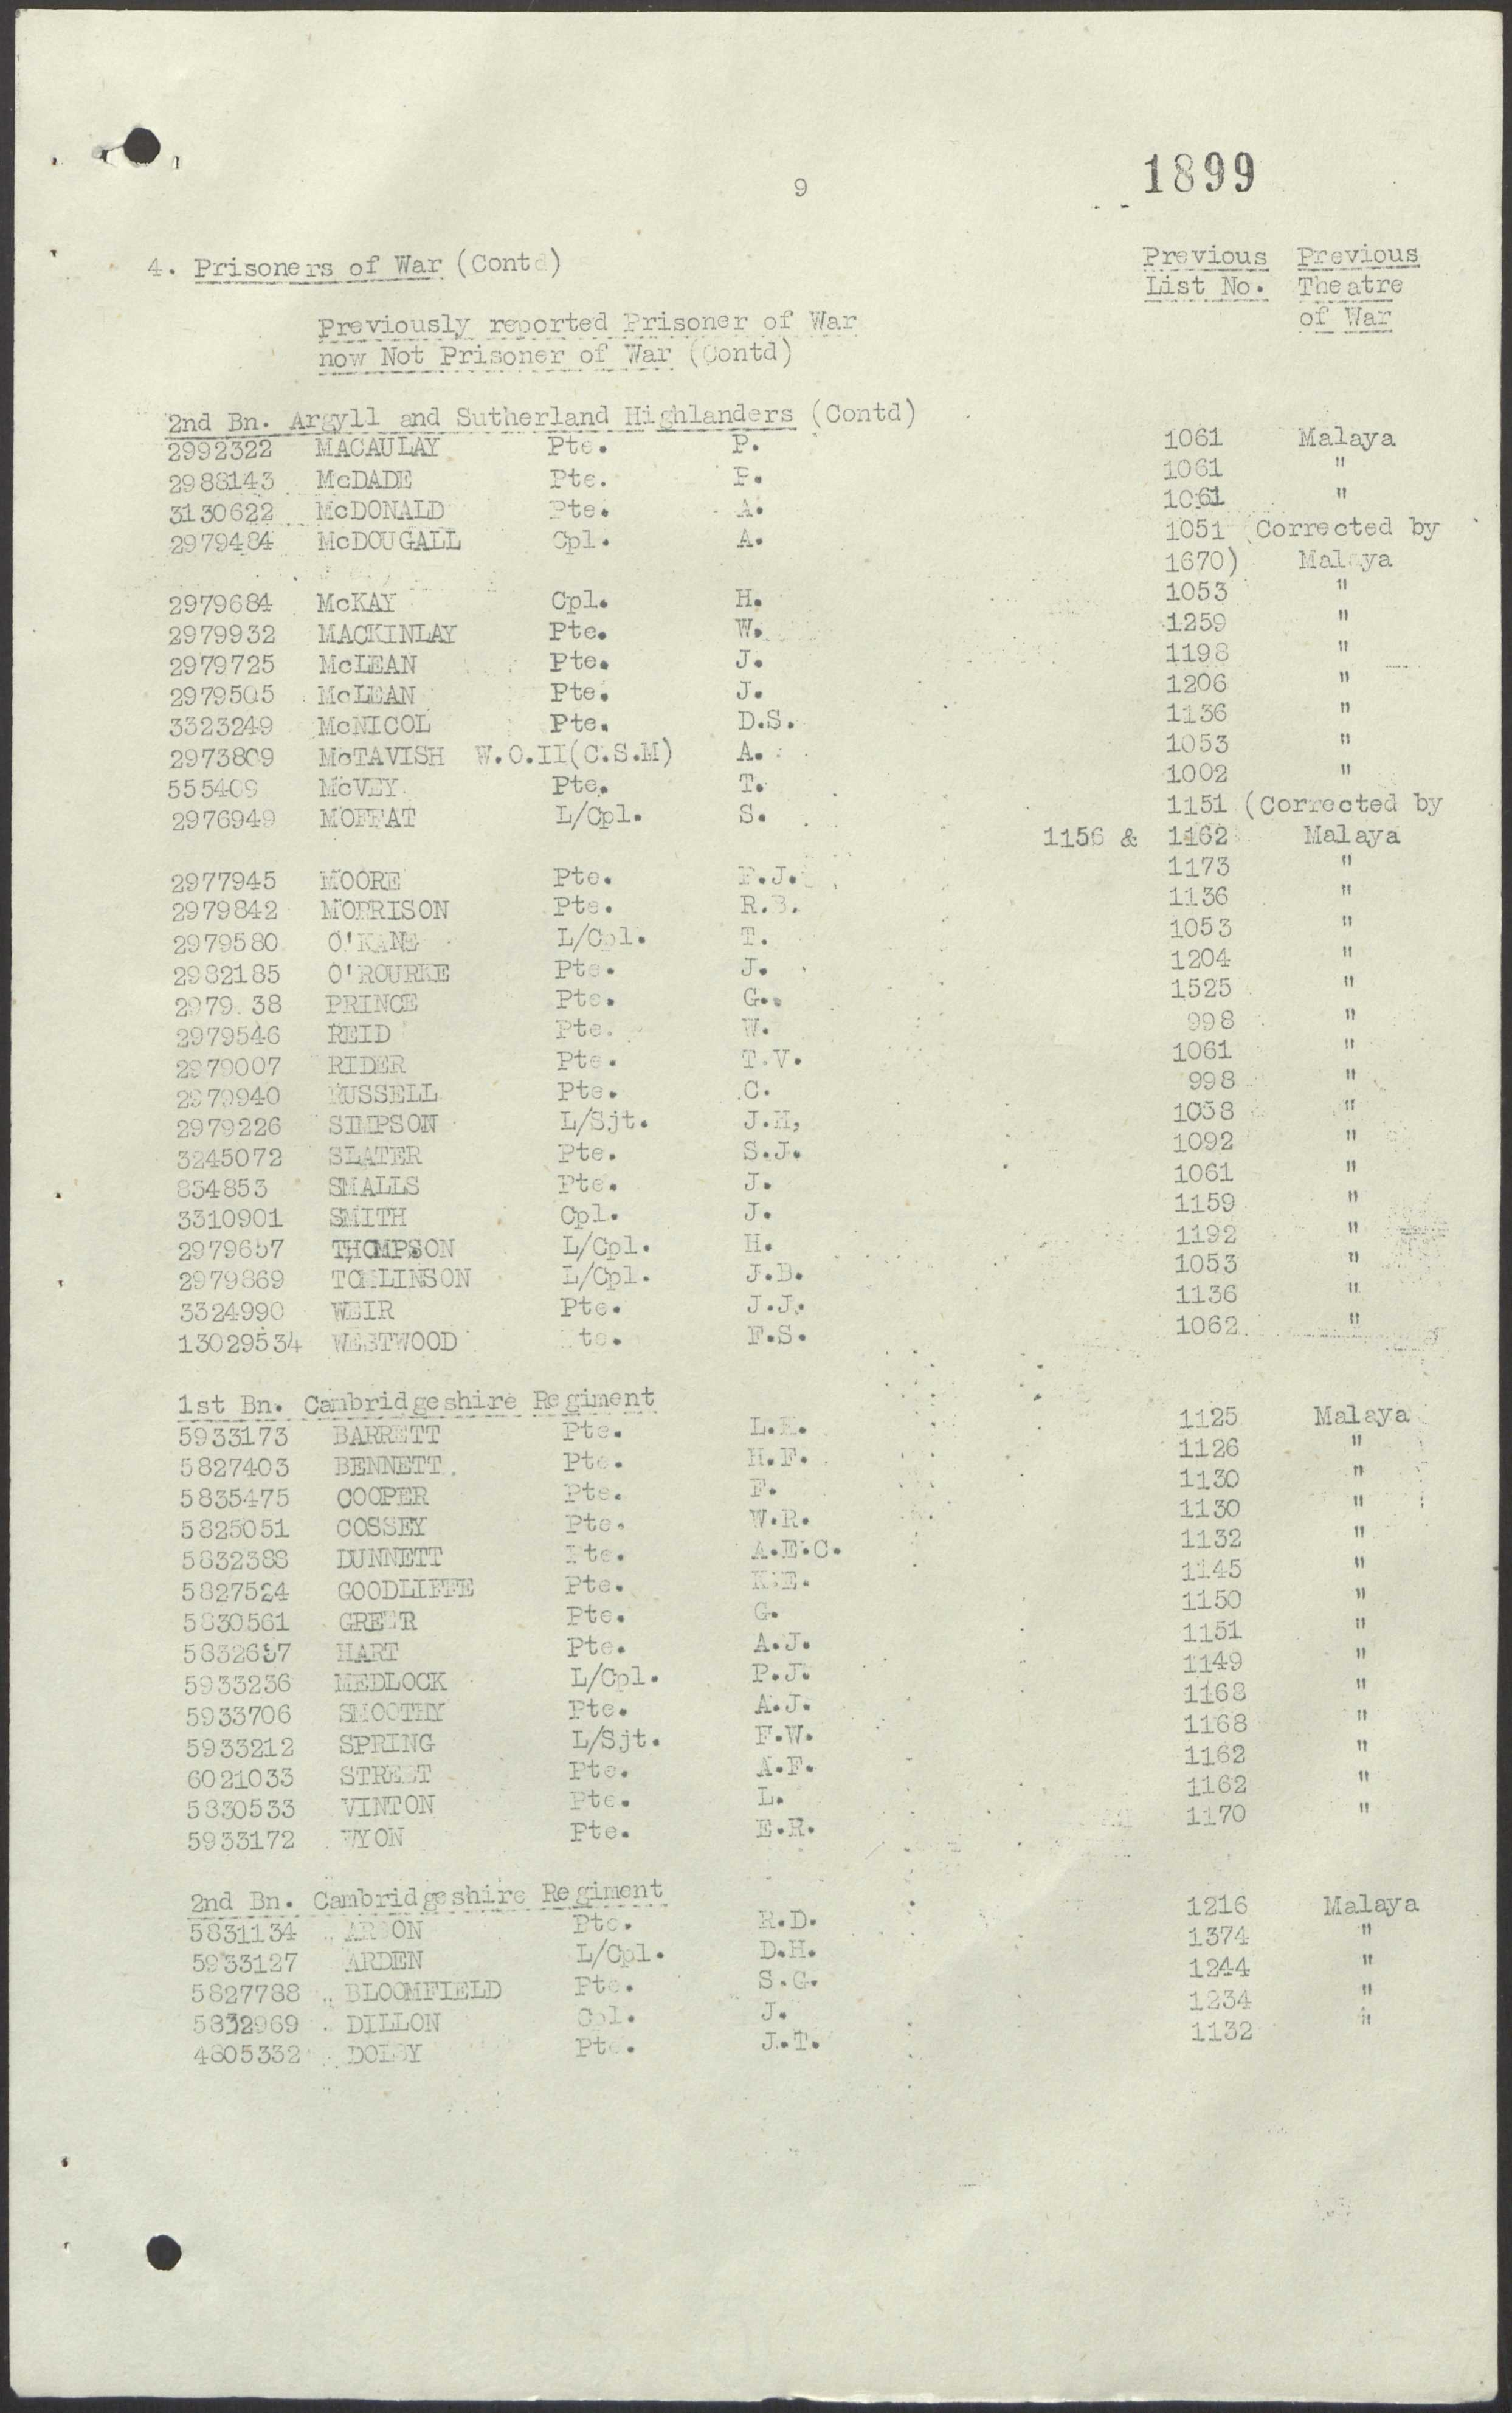 9
1899
4. Prisoners of War (Contd)
Previous Previous
List No. Theatre
of War
Previously reported Prisoner of War
now Not Prisoner of War (Contd)
2nd Bn. Argyll and Sutherland Highlanders (Contd)
2992322 MACAULAY Pte. P. 1061 Malaya
2988143 McDADE Pte. P. 1061 "
3130622 McDONALD Pte. A. 1061 "
2979484 McDOUGALL Cpl. A. 1051 (Corrected by
1670) Malaya
2979684 McKAY Cpl. H. 1053 "
2979932 MACKINLAY Pte. W. 1259 "
2979725 McLEAN Pte. J. 1198 "
2979505 McLEAN Pte. J. 1206 "
3323249 McNICOL Pte. D.S. 1136 "
2973809 McTAVISH W.O.II(C.S.M) A. 1053 "
555409 McVEY Pte. T. 1002 "
2976949 MOFFAT L/Cpl. S. 1151 (Corrected by
1156 & 1162 Malaya
2977945 MOORE Pte. P.J. 1173 "
2979842 MORRISON Pte. R.B. 1136 "
2979580 O'KANE L/Cpl. T. 1053 "
2982185 O'ROURKE Pte. J. 1204 "
2979 38 PRINCE Pte. G. 1525 "
2979546 REID Pte. W. 998 "
2979007 RIDER Pte. T.V. 1061 "
2979940 RUSSELL Pte. C. 998 "
2979226 SIMPSON L/Sjt. J.H, 1058 "
3245072 SLATER Pte. S.J. 1092 "
834853 SMALLS Pte. J. 1061 "
3310901 SMITH Cpl. J. 1159 "
2979657 THOMPSON L/Cpl. H. 1192 "
2979869 TOMLINSON L/Cpl. J.B. 1053 "
3324990 WEIR Pte. J.J. 1136 "
13029534 WESTWOOD Pte. F.S. 1062 "
1st Bn. Cambridgeshire Regiment
5933173 BARRETT Pte. 1125 Malaya
5827403 BENNETT Pte. H.F. 1126 "
5835475 COOPER Pte. F. 1130 "
5825051 COSSEY Pte. W.R. 1130 "
5832388 DUNNETT Pte. A.E.C. 1132 "
5827524 GOODLIFFE Pte. K.E. 1145 "
5830561 GREER Pte. G. 1150 "
5832687 HART Pte. A.J. 1151 "
5933236 MEDLOCK L/Cpl. P.J. 1149 "
5933706 SMOOTHY Pte. A.J. 1168 "
5933212 SPRING L/Sjt. F.W. 1168 "
6021033 STREET Pte. A.F. 1162 "
5830533 VINTON Pte. L. 1162 "
5933172 WYON Pte. E.R. 1170 "
2nd Bn. Cambridgeshire Regiment
5831134 Pte. R.D. 1216 Malaya
5933127 ARDEN L/Cpl. D.H. 1374 "
5827788 BLOOMFIELD Pte. S.G. 1244 "
5832969 DILLON Cpl. J. 1234 "
4805332 DOLBY Pte. J.T. 1132 "